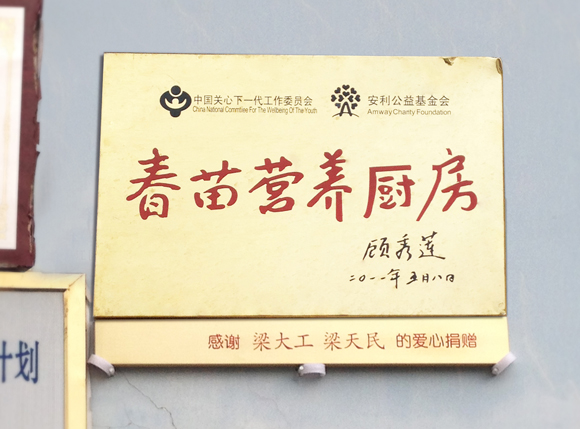 中国关心下一代工作委员会
China National Committee For The Wellbeing Of The Youth
安利公益基金会
Amway Charity Foundation
春苗营养厨房
顾秀莲
二〇一一年五月八日
感谢 梁大工 梁天民 的爱心捐赠
计划